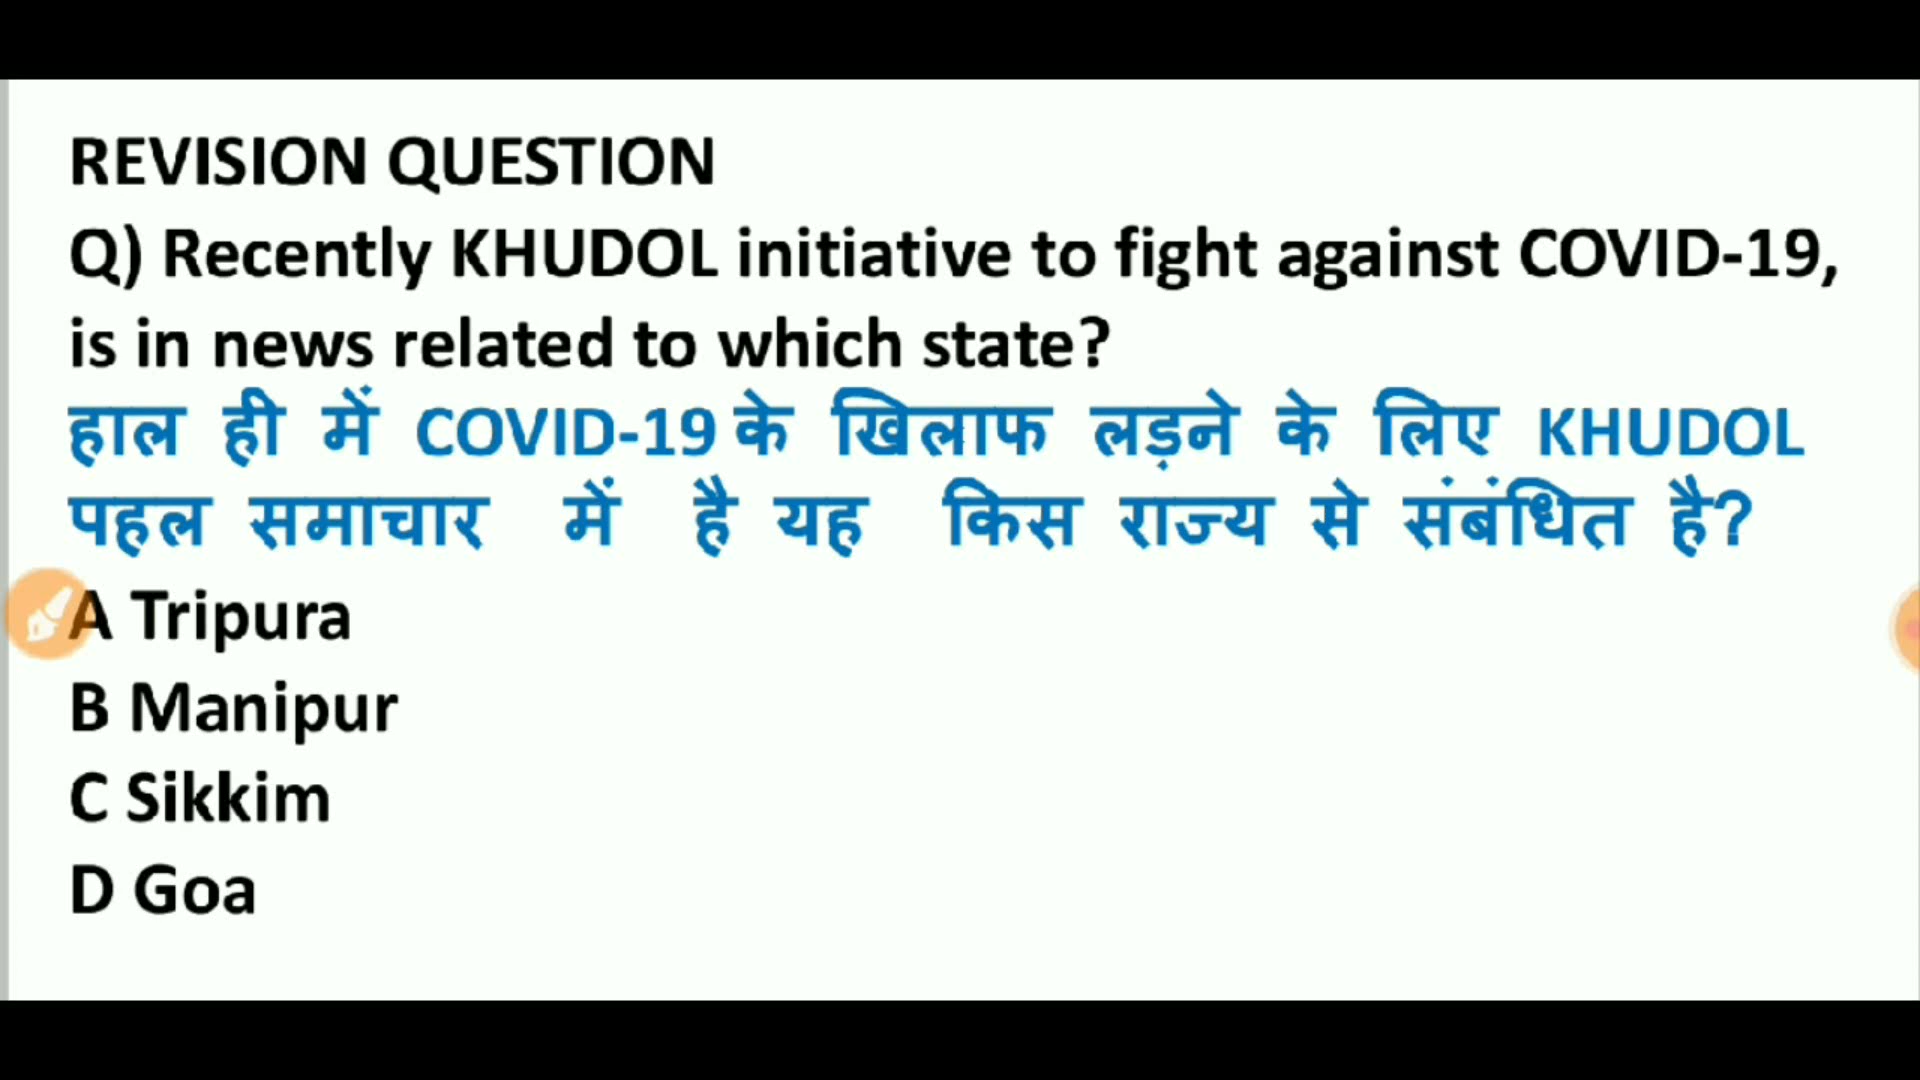 REVISION QUESTION
Q) Recently KHUDOL initiative to fight against COVID-19,
is in news related to which state?
हाल ही में COVID-19 के खिलाफ लड़ने के लिए KHUDOL
पहल समाचार में है यह किस राज्य से संबंधित है?
A Tripura
B Manipur
C Sikkim
D Goa